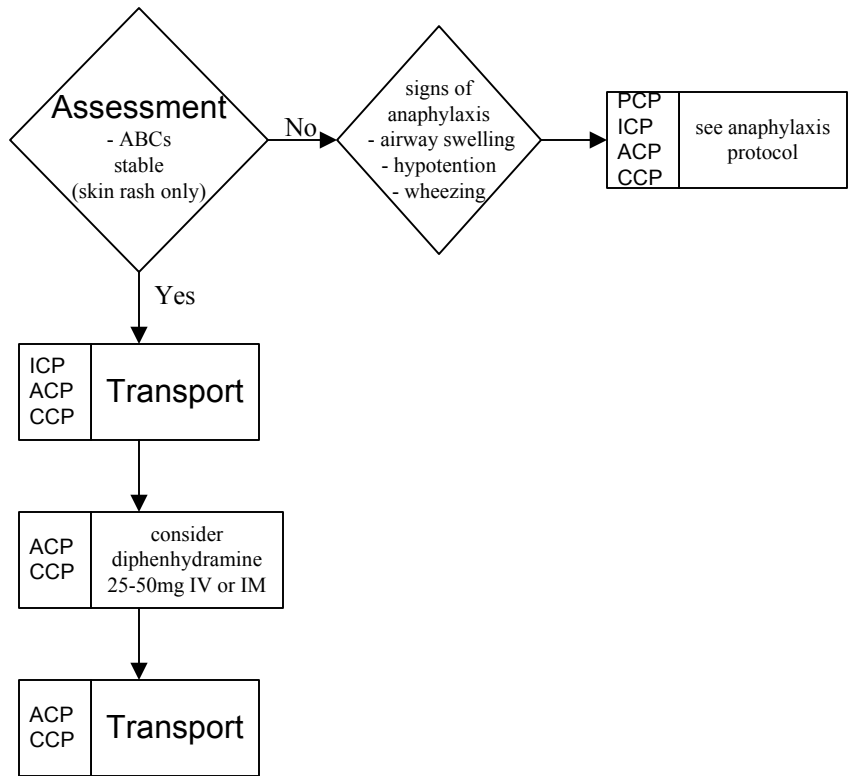 Assessment
- ABCs
stable
(skin rash only)
No
signs of
anaphylaxis
- airway swelling
- hypotention
- wheezing
PCP
ICP
ACP
CCP
see anaphylaxis
protocol
Yes
ICP
ACP
CCP
Transport
ACP
CCP
consider
diphenhydramine
25-50mg IV or IM
ACP
CCP
Transport